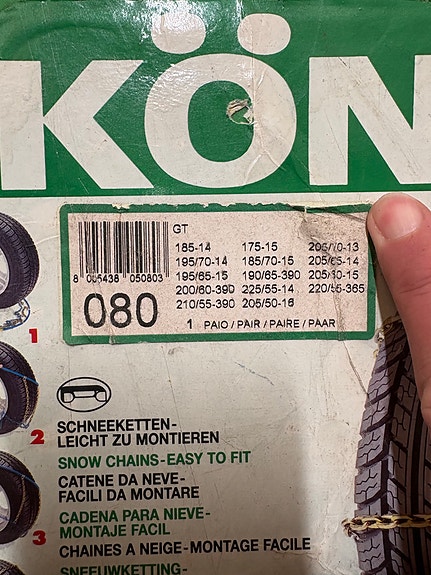 KÖN
GT
185-14 175-15 205/70-13
195/70-14 185/70-15 205/65-14
195/65-15 190/65-390 205/60-15
200/60-390 225/55-14 220/55-365
210/55-390 205/50-16
8 005438 050803
080
1 PAIO / PAIR / PAIRE / PAAR
1
2 SCHNEEKETTEN-
LEICHT ZU MONTIEREN
SNOW CHAINS-EASY TO FIT
CATENE DA NEVE-
FACILI DA MONTARE
3 CADENA PARA NIEVE-
MONTAJE FACIL
CHAINES A NEIGE-MONTAGE FACILE
SNEEUWKETTING-